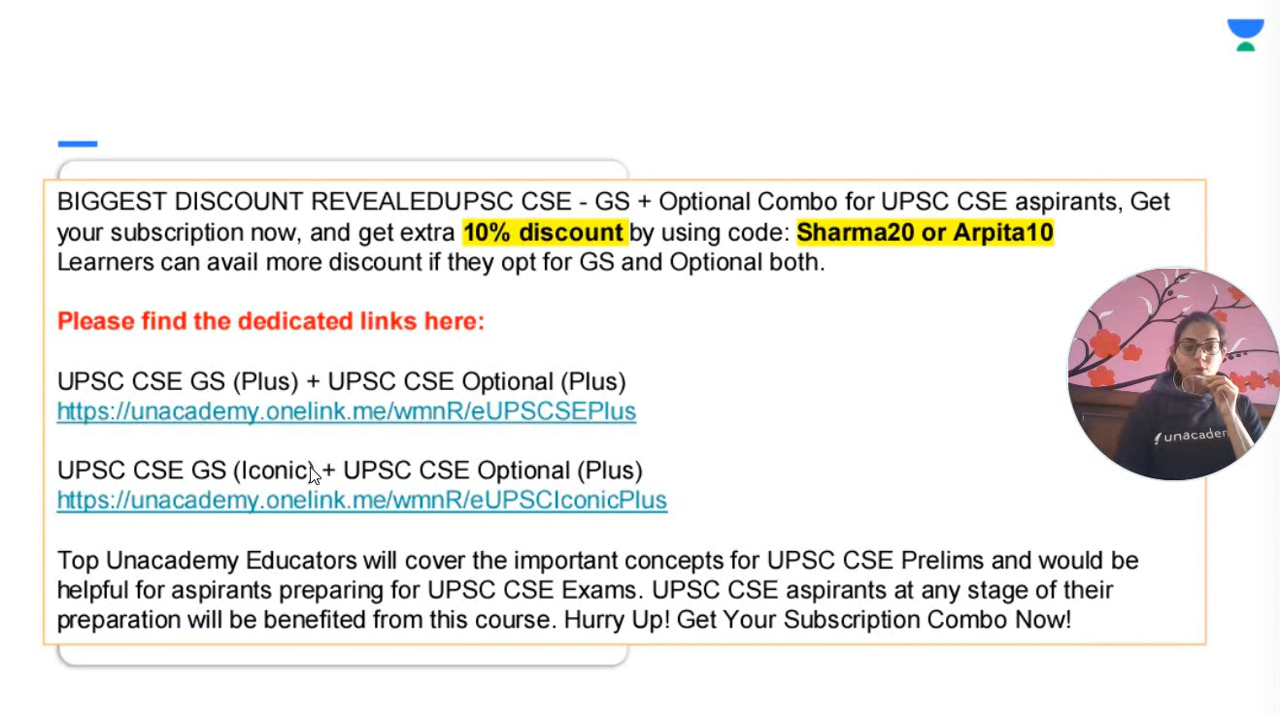 BIGGEST DISCOUNT REVEALEDUPSC CSE - GS + Optional Combo for UPSC CSE aspirants, Get
your subscription now, and get extra 10% discount by using code: Sharma20 or Arpita10
Learners can avail more discount if they opt for GS and Optional both.
Please find the dedicated links here:
UPSC CSE GS (Plus) + UPSC CSE Optional (Plus)
https://unacademy.onelink.me/wmnR/eUPSCSEPlus
UPSC CSE GS (Iconic) + UPSC CSE Optional (Plus)
https://unacademy.onelink.me/wmnR/eUPSCIconicPlus
Top Unacademy Educators will cover the important concepts for UPSC CSE Prelims and would be
helpful for aspirants preparing for UPSC CSE Exams. UPSC CSE aspirants at any stage of their
preparation will be benefited from this course. Hurry Up! Get Your Subscription Combo Now!
unacadem